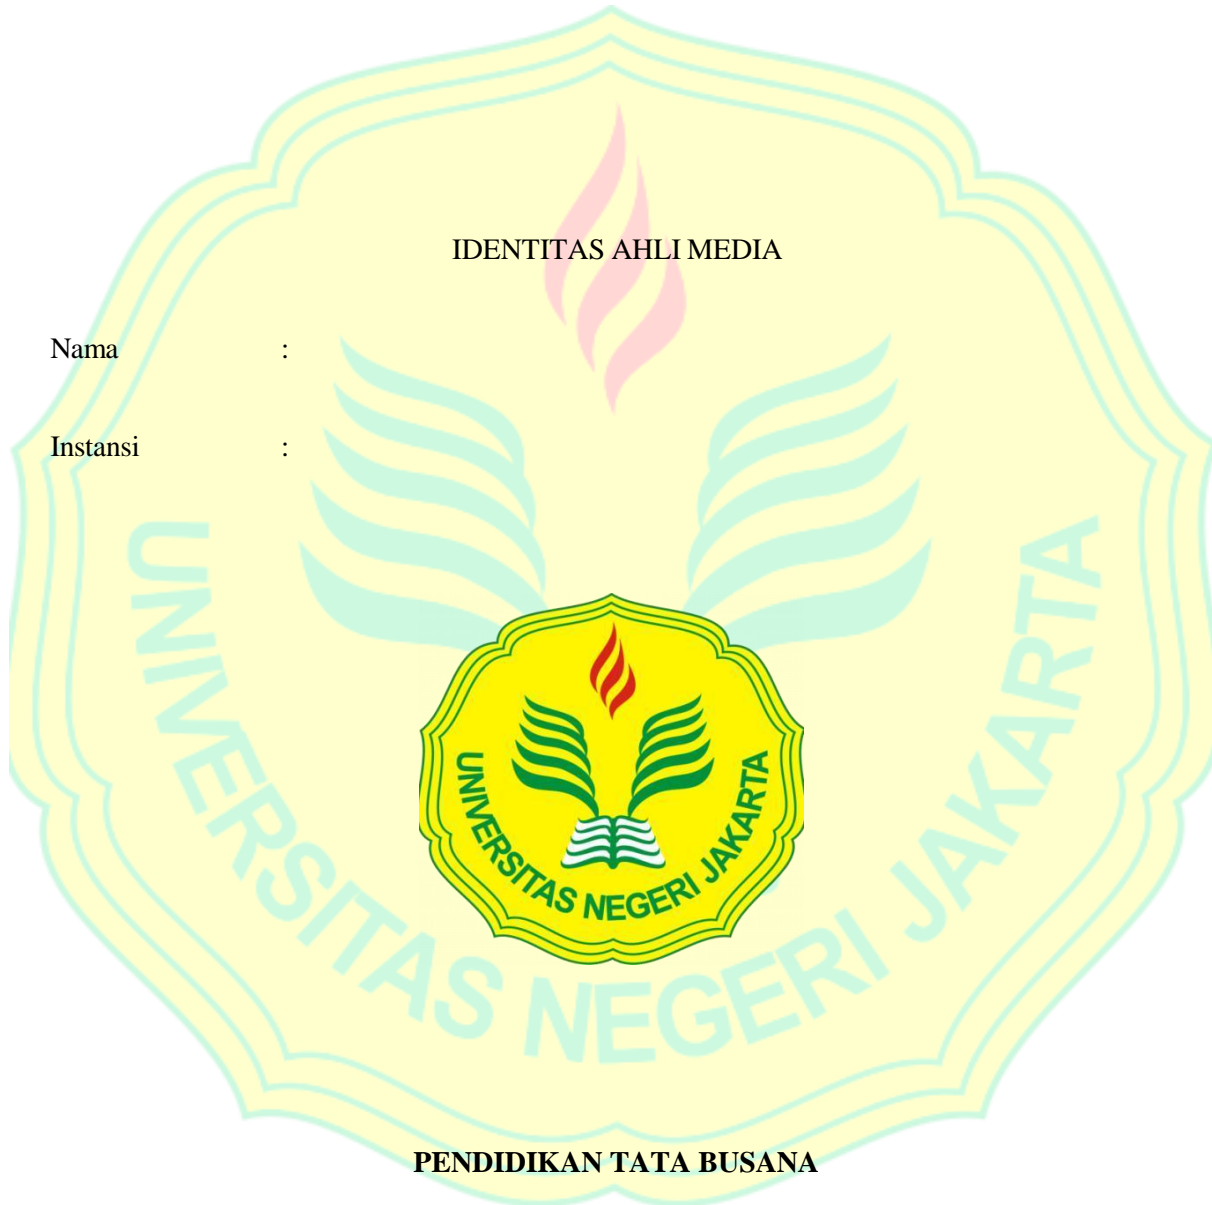 IDENTITAS AHLI MEDIA
Nama :
Instansi :
UNIVERSITAS NEGERI JAKARTA
UNIVERSITAS NEGERI JAKARTA
PENDIDIKAN TATA BUSANA